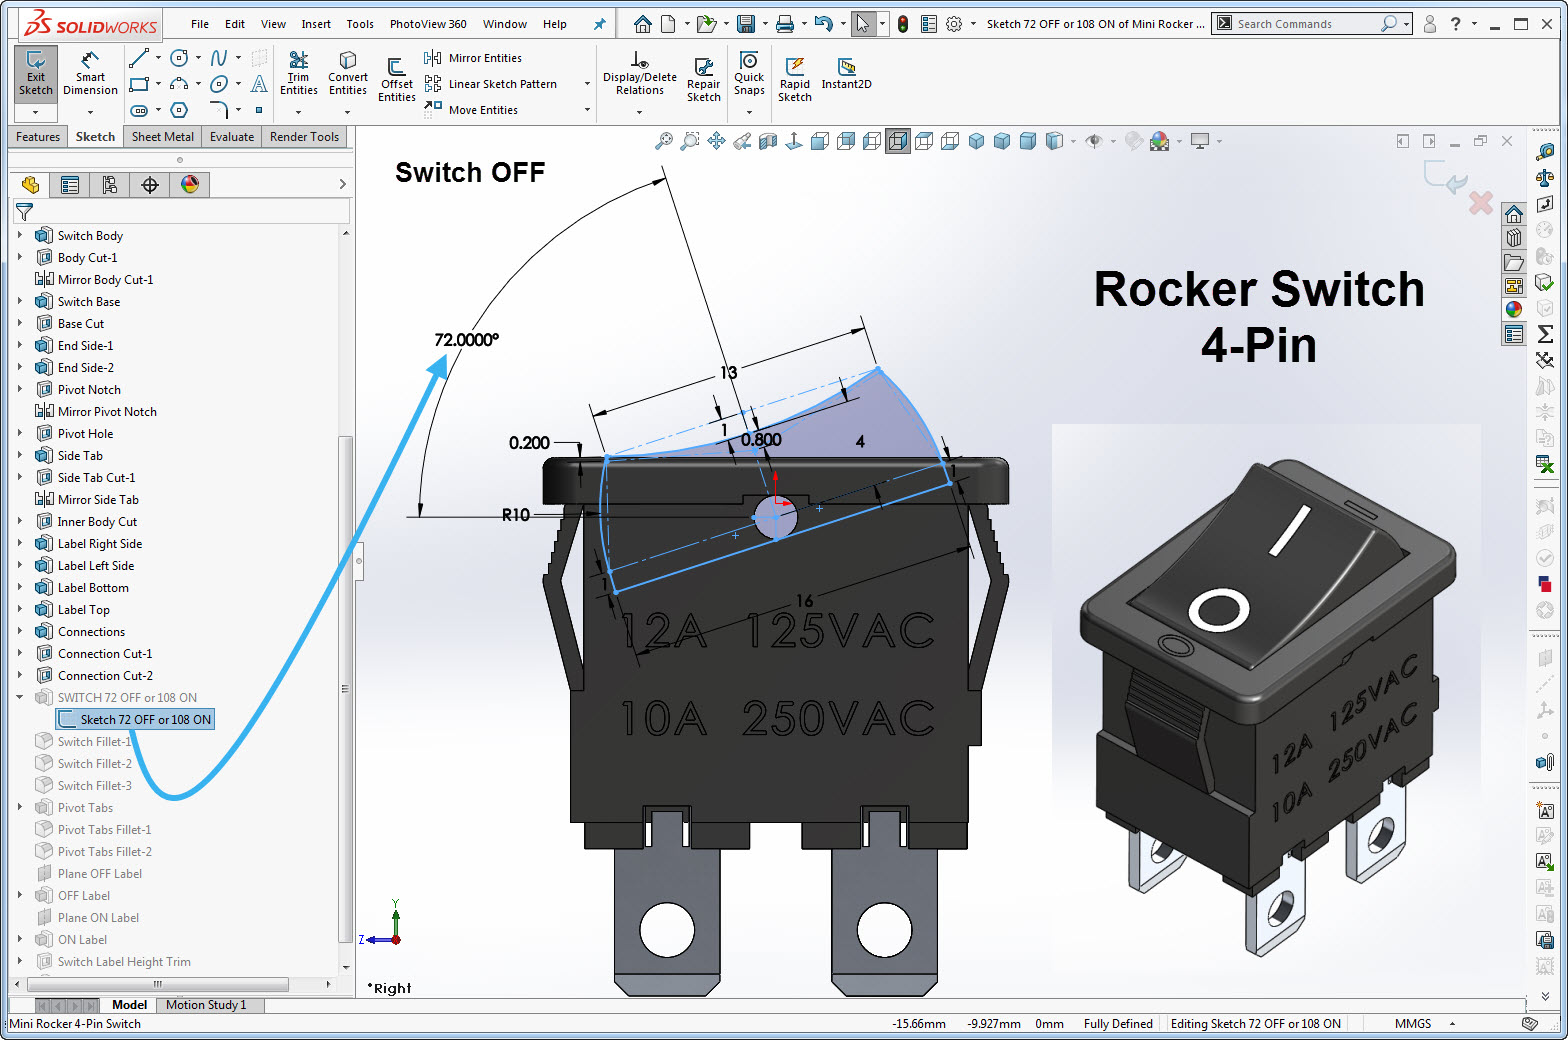 SOLIDWORKS
File Edit View Insert Tools PhotoView 360 Window Help
Sketch 72 OFF or 108 ON of Mini Rocker ...
Search Commands
?
Exit Sketch
Smart Dimension
Trim Entities
Convert Entities
Offset Entities
Mirror Entities
Linear Sketch Pattern
Move Entities
Display/Delete Relations
Repair Sketch
Quick Snaps
Rapid Sketch
Instant2D
Features Sketch Sheet Metal Evaluate Render Tools
Switch Body
Body Cut-1
Mirror Body Cut-1
Switch Base
Base Cut
End Side-1
End Side-2
Pivot Notch
Mirror Pivot Notch
Pivot Hole
Side Tab
Side Tab Cut-1
Mirror Side Tab
Inner Body Cut
Label Right Side
Label Left Side
Label Bottom
Label Top
Connections
Connection Cut-1
Connection Cut-2
SWITCH 72 OFF or 108 ON
Sketch 72 OFF or 108 ON
Switch Fillet-1
Switch Fillet-2
Switch Fillet-3
Pivot Tabs
Pivot Tabs Fillet-1
Pivot Tabs Fillet-2
Plane OFF Label
OFF Label
Plane ON Label
ON Label
Switch Label Height Trim
Switch OFF
72.0000°
13
1
0.800
4
0.200
1
R10
1
16
12A 125VAC
10A 250VAC
Y
Z
*Right
Rocker Switch
4-Pin
12A 125VAC
10A 250VAC
Model Motion Study 1
Mini Rocker 4-Pin Switch
-15.66mm -9.927mm 0mm Fully Defined Editing Sketch 72 OFF or 108 ON MMGS